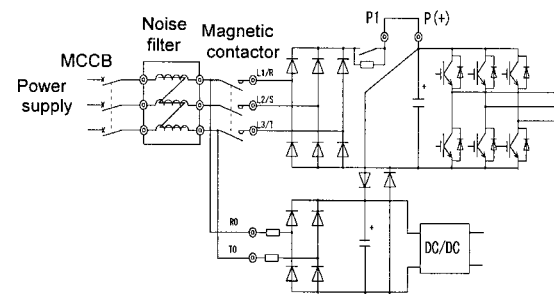 P1
P(+)
Noise
filter
Magnetic
contactor
MCCB
Power
supply
L1/R
L2/S
L3/T
+
R0
T0
+
DC/DC